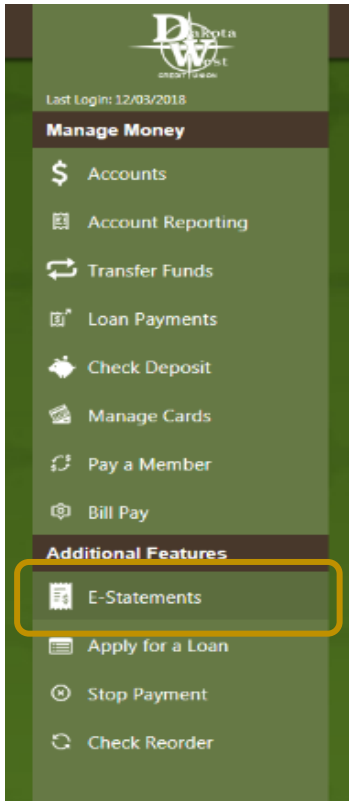 Dakota
West
CREDIT UNION
Last Login: 12/03/2018
Manage Money
$ Accounts
Account Reporting
Transfer Funds
Loan Payments
Check Deposit
Manage Cards
Pay a Member
Bill Pay
Additional Features
E-Statements
Apply for a Loan
Stop Payment
Check Reorder